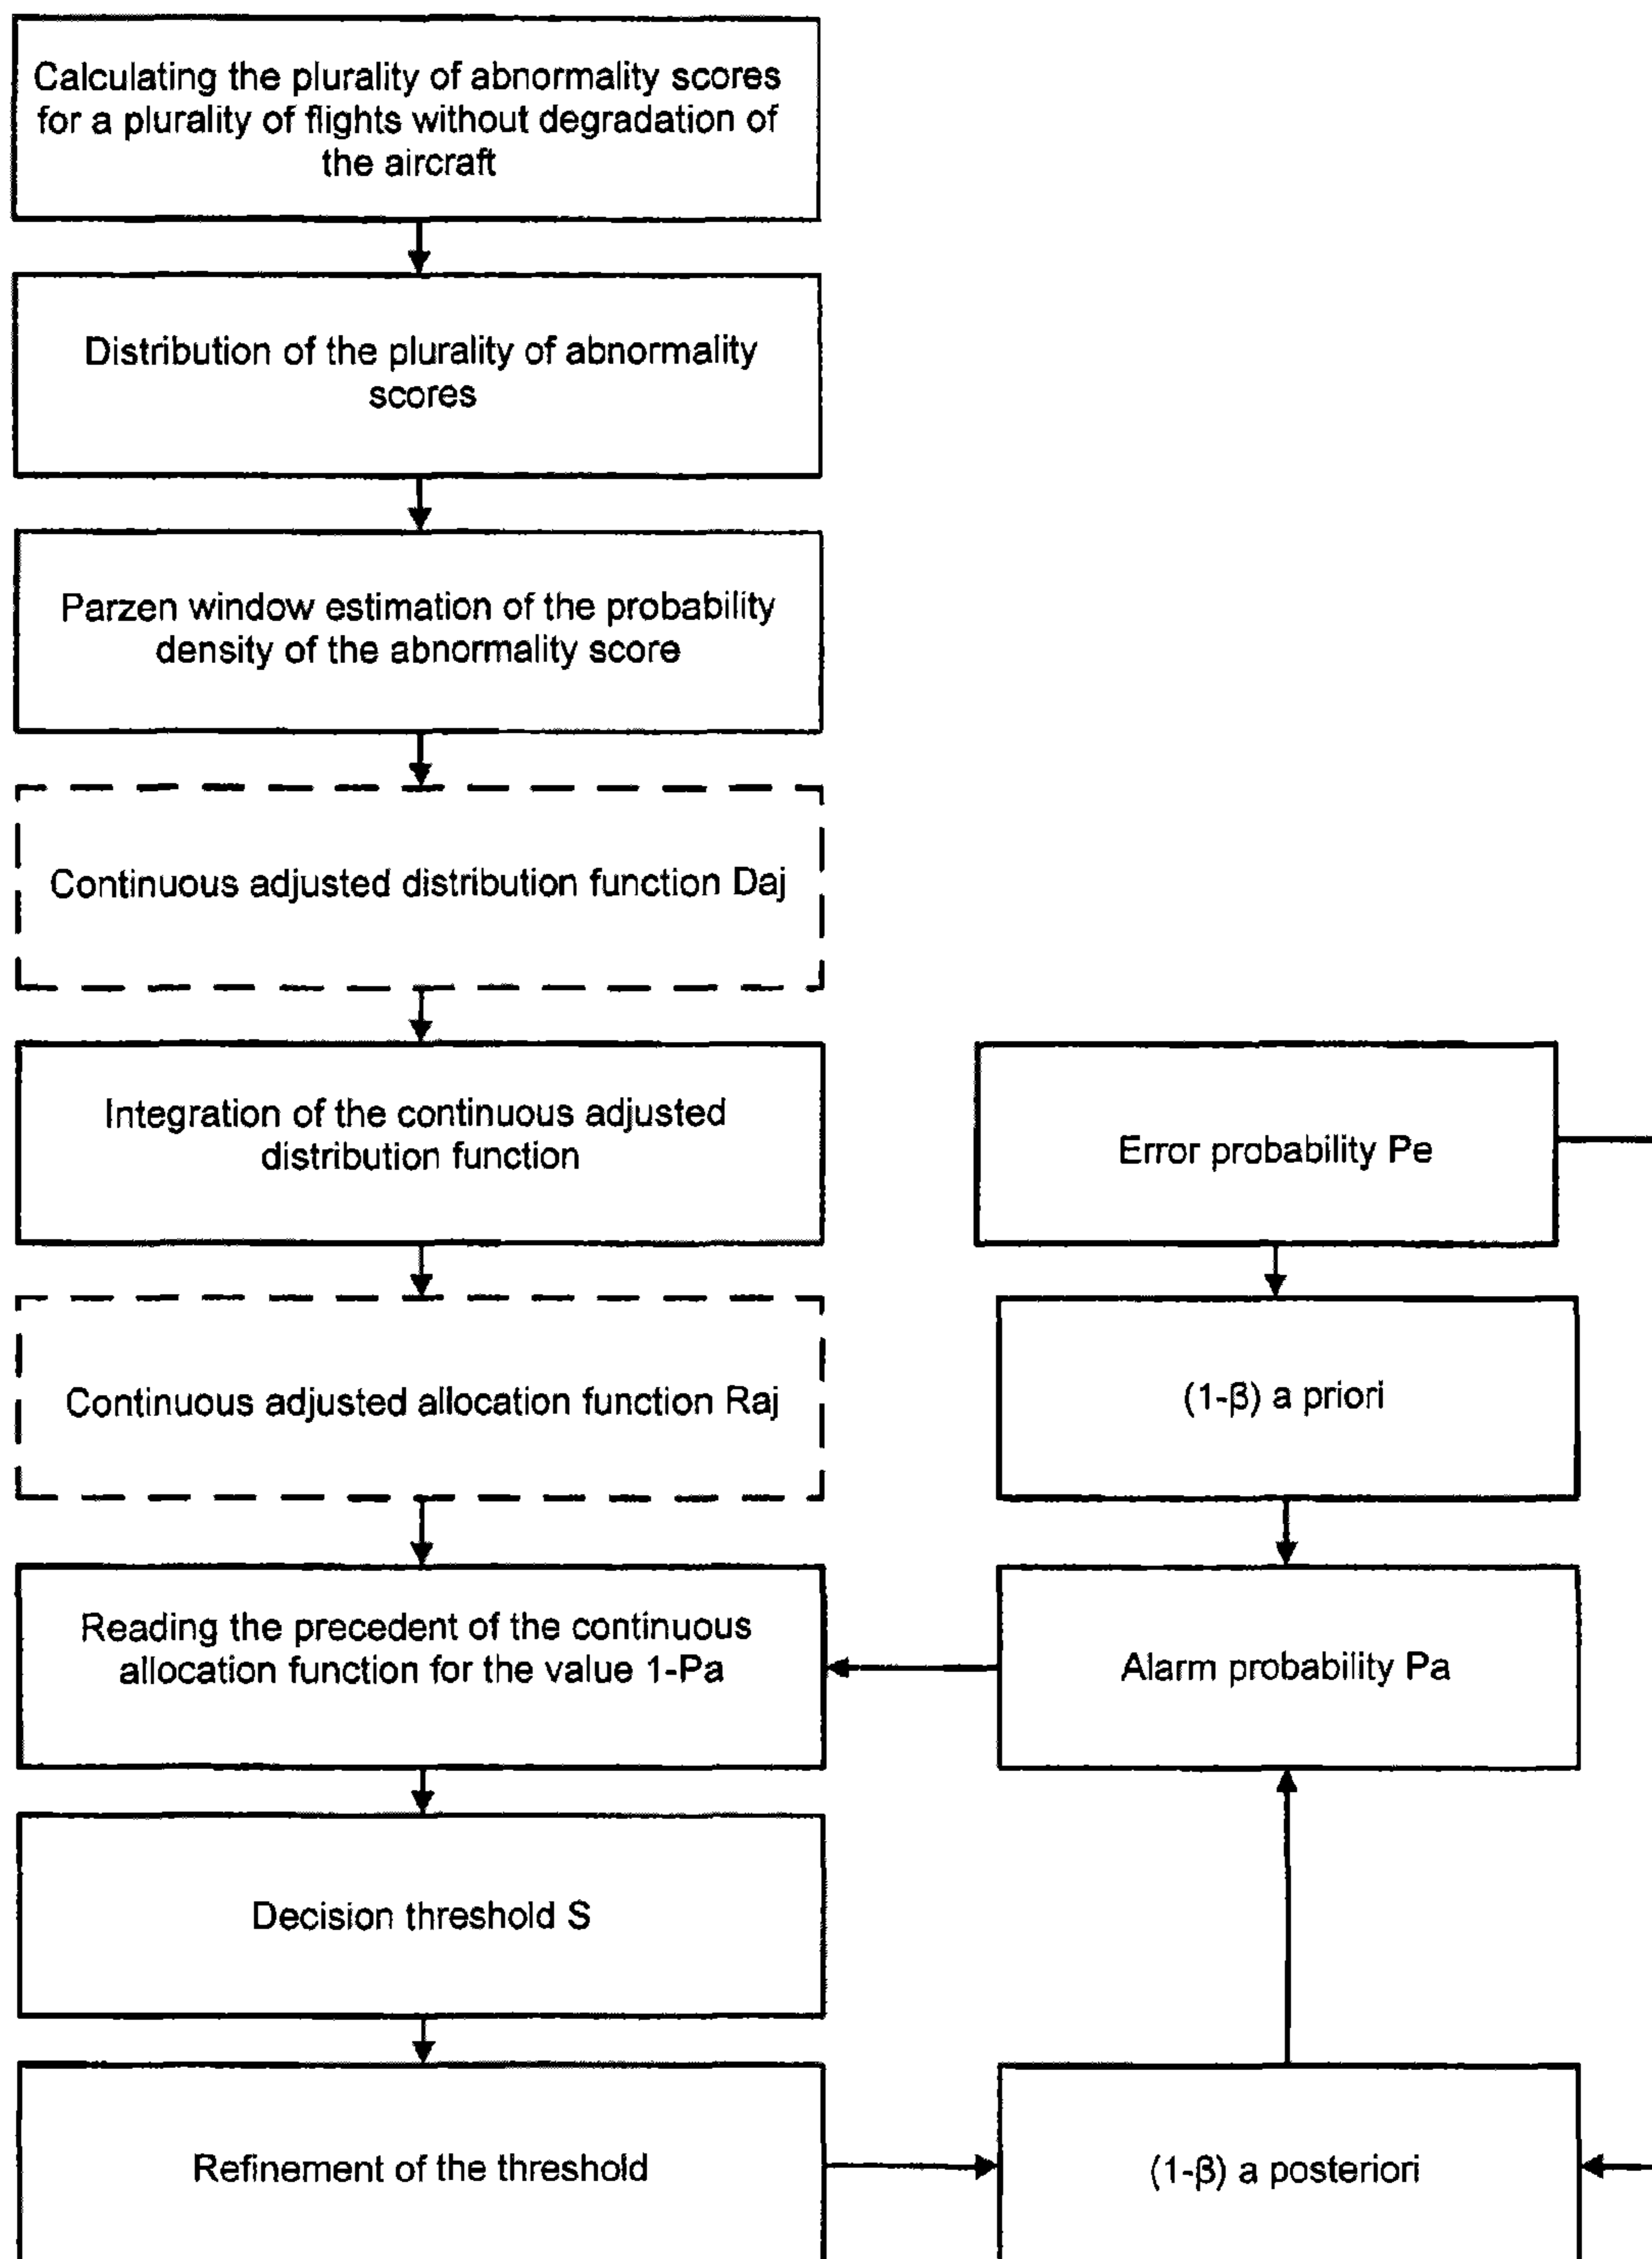 Calculating the plurality of abnormality scores
for a plurality of flights without degradation of
the aircraft
Distribution of the plurality of abnormality
scores
Parzen window estimation of the probability
density of the abnormality score
Continuous adjusted distribution function Daj
Integration of the continuous adjusted
distribution function
Error probability Pe
Continuous adjusted allocation function Raj
(1-β) a priori
Reading the precedent of the continuous
allocation function for the value 1-Pa
Alarm probability Pa
Decision threshold S
Refinement of the threshold
(1-β) a posteriori